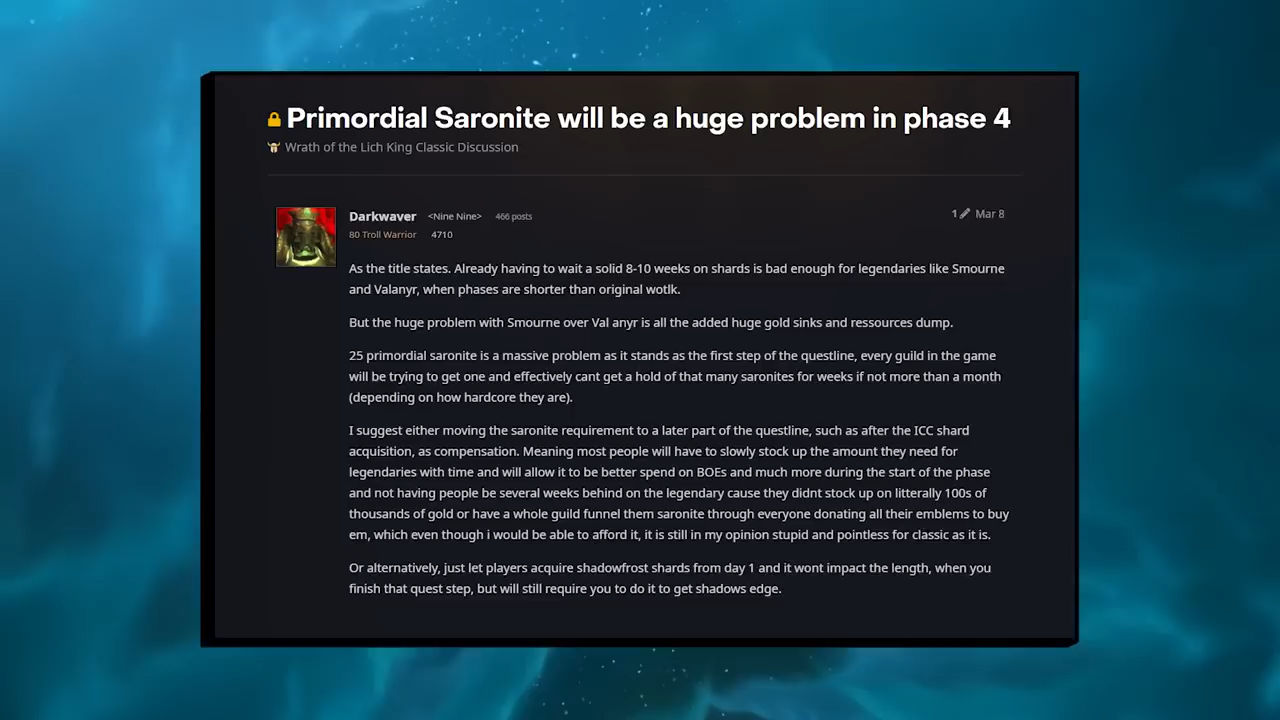 Primordial Saronite will be a huge problem in phase 4
Wrath of the Lich King Classic Discussion
Darkwaver <Nine Nine> 466 posts
1 Mar 8
80 Troll Warrior 4710
As the title states. Already having to wait a solid 8-10 weeks on shards is bad enough for legendaries like Smourne
and Valanyr, when phases are shorter than original wotlk.
But the huge problem with Smourne over Val anyr is all the added huge gold sinks and ressources dump.
25 primordial saronite is a massive problem as it stands as the first step of the questline, every guild in the game
will be trying to get one and effectively cant get a hold of that many saronites for weeks if not more than a month
(depending on how hardcore they are).
I suggest either moving the saronite requirement to a later part of the questline, such as after the ICC shard
acquisition, as compensation. Meaning most people will have to slowly stock up the amount they need for
legendaries with time and will allow it to be better spend on BOEs and much more during the start of the phase
and not having people be several weeks behind on the legendary cause they didnt stock up on litterally 100s of
thousands of gold or have a whole guild funnel them saronite through everyone donating all their emblems to buy
em, which even though i would be able to afford it, it is still in my opinion stupid and pointless for classic as it is.
Or alternatively, just let players acquire shadowfrost shards from day 1 and it wont impact the length, when you
finish that quest step, but will still require you to do it to get shadows edge.